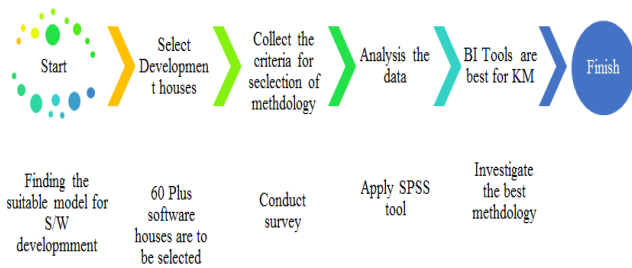 Start
Select
Developmen
t houses
Collect the
criteria for
seclection of
methdology
Analysis the
data
BI Tools are
best for KM
Finish
Finding the
suitable model for
S/W
developmment
60 Plus
software
houses are to
be selected
Conduct
survey
Apply SPSS
tool
Investigate
the best
methdology